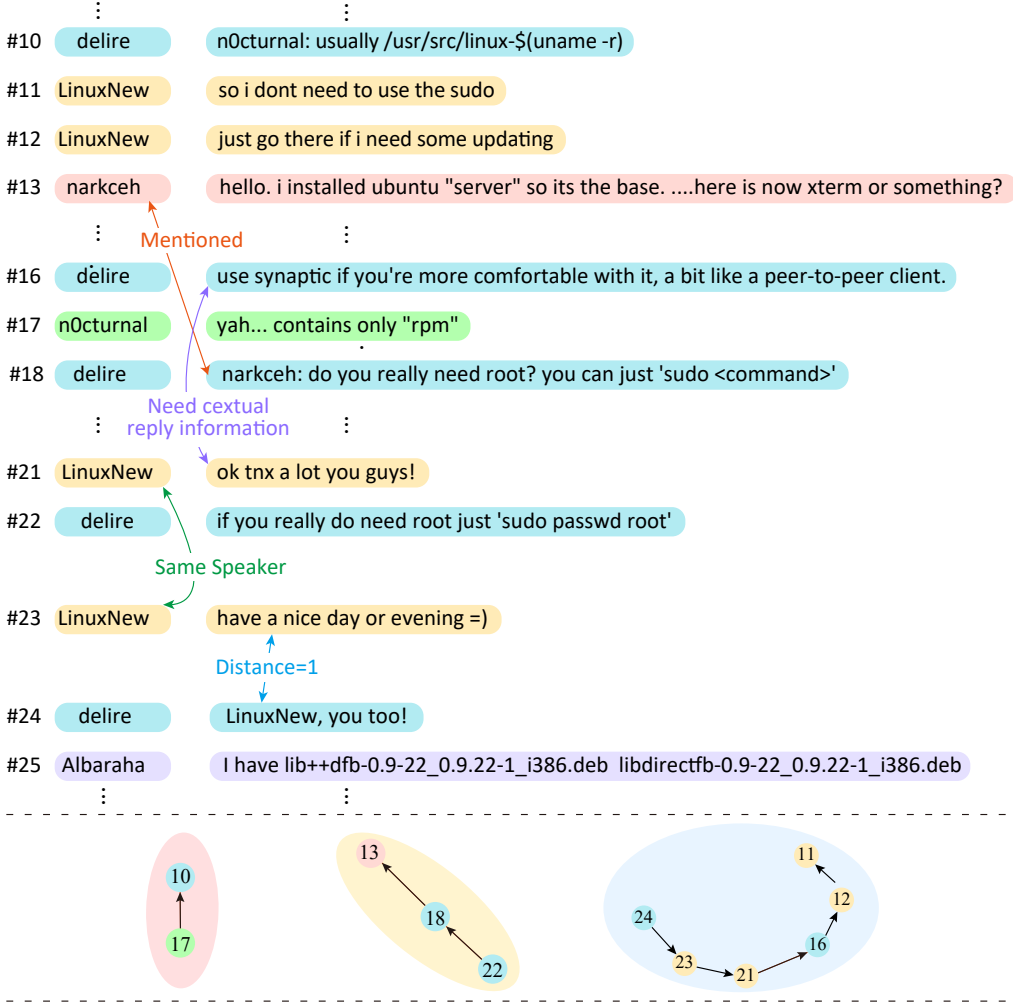 #10 delire n0cturnal: usually /usr/src/linux-$(uname -r)
#11 LinuxNew so i dont need to use the sudo
#12 LinuxNew just go there if i need some updating
#13 narkceh hello. i installed ubuntu "server" so its the base. ....here is now xterm or something?
Mentioned
#16 delire use synaptic if you're more comfortable with it, a bit like a peer-to-peer client.
#17 n0cturnal yah... contains only "rpm"
#18 delire narkceh: do you really need root? you can just 'sudo <command>'
Need cextual
reply information
#21 LinuxNew ok tnx a lot you guys!
#22 delire if you really do need root just 'sudo passwd root'
Same Speaker
#23 LinuxNew have a nice day or evening =)
Distance=1
#24 delire LinuxNew, you too!
#25 Albaraha I have lib++dfb-0.9-22_0.9.22-1_i386.deb libdirectfb-0.9-22_0.9.22-1_i386.deb
10
17
13
18
22
11
12
24
16
23
21